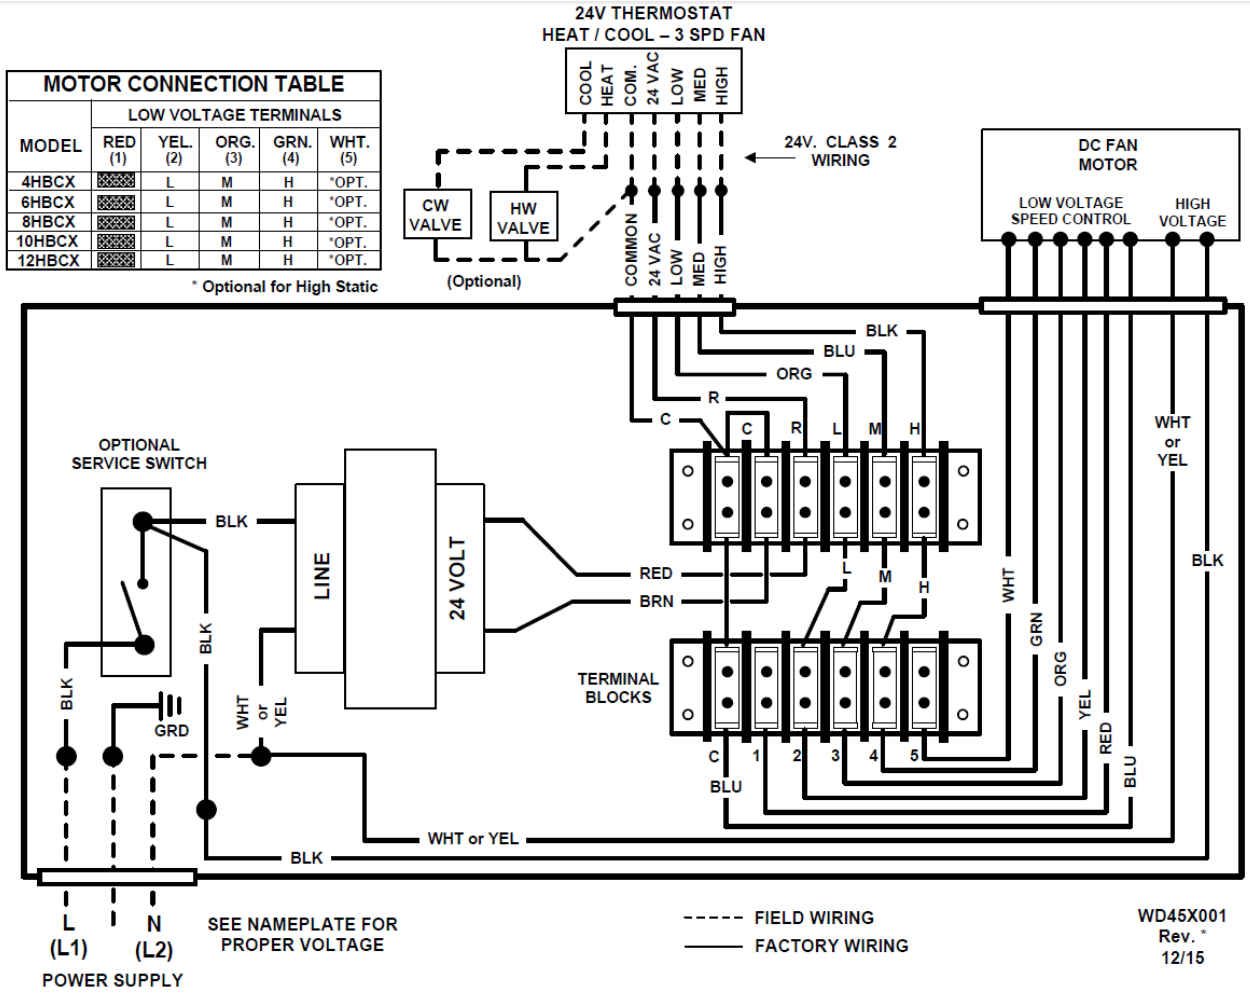 24V THERMOSTAT
HEAT / COOL – 3 SPD FAN
COOL
HEAT
COM.
24 VAC
LOW
MED
HIGH
MOTOR CONNECTION TABLE
LOW VOLTAGE TERMINALS
MODEL RED (1) YEL. (2) ORG. (3) GRN. (4) WHT. (5)
4HBCX L M H *OPT.
6HBCX L M H *OPT.
8HBCX L M H *OPT.
10HBCX L M H *OPT.
12HBCX L M H *OPT.
* Optional for High Static
24V. CLASS 2
WIRING
DC FAN
MOTOR
LOW VOLTAGE
SPEED CONTROL
HIGH
VOLTAGE
CW
VALVE
HW
VALVE
(Optional)
COMMON
24 VAC
LOW
MED
HIGH
BLK
BLU
ORG
R
C
C R L M H
WHT
or
YEL
OPTIONAL
SERVICE SWITCH
BLK
LINE
24 VOLT
RED
BRN
L
M
H
BLK
WHT
GRN
ORG
YEL
RED
BLU
BLK
BLK
WHT
or
YEL
GRD
TERMINAL
BLOCKS
C 1 2 3 4 5
BLU
WHT or YEL
BLK
L
(L1)
N
(L2)
POWER SUPPLY
SEE NAMEPLATE FOR
PROPER VOLTAGE
FIELD WIRING
FACTORY WIRING
WD45X001
Rev. *
12/15